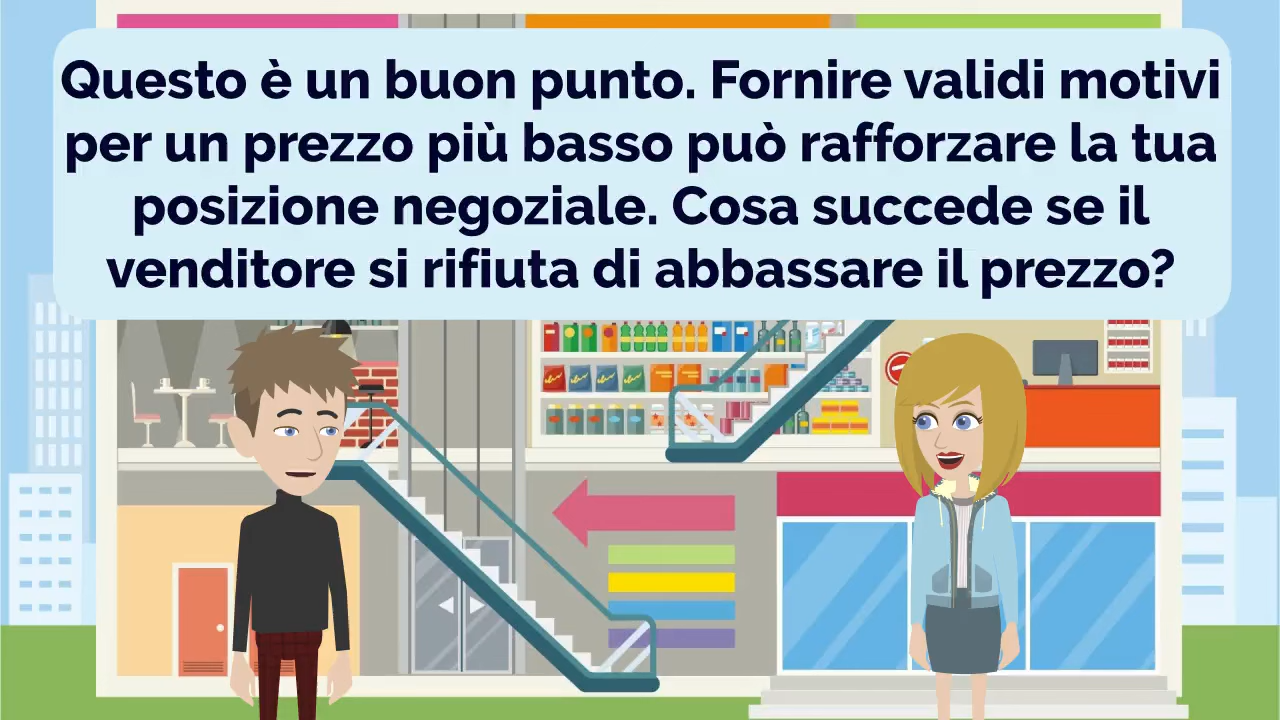 Questo è un buon punto. Fornire validi motivi
per un prezzo più basso può rafforzare la tua
posizione negoziale. Cosa succede se il
venditore si rifiuta di abbassare il prezzo?